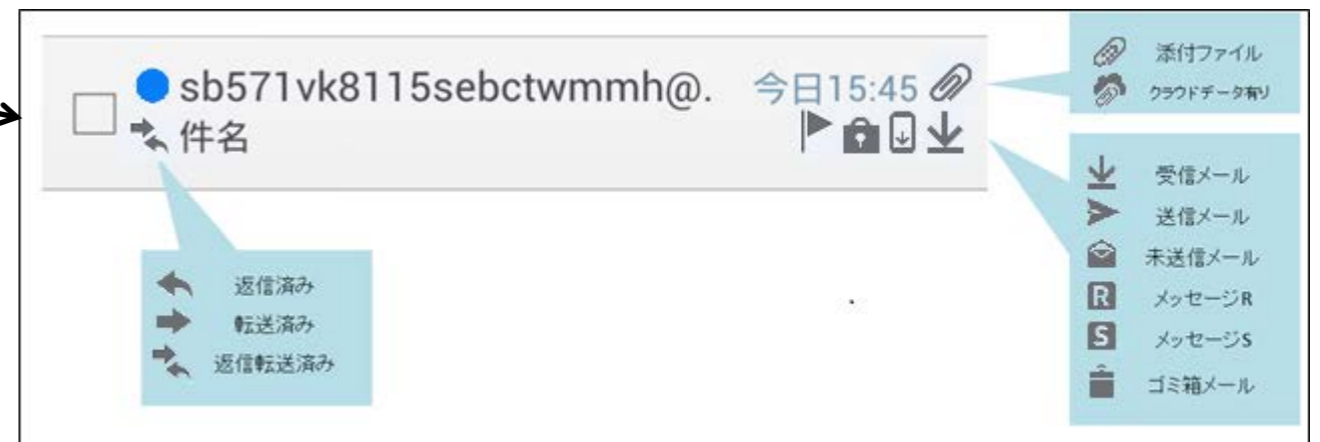 sb571vk8115sebctwmmh@.
今日15:45
件名
添付ファイル
クラウドデータ有り
受信メール
送信メール
未送信メール
R メッセージR
S メッセージS
ゴミ箱メール
返信済み
転送済み
返信転送済み